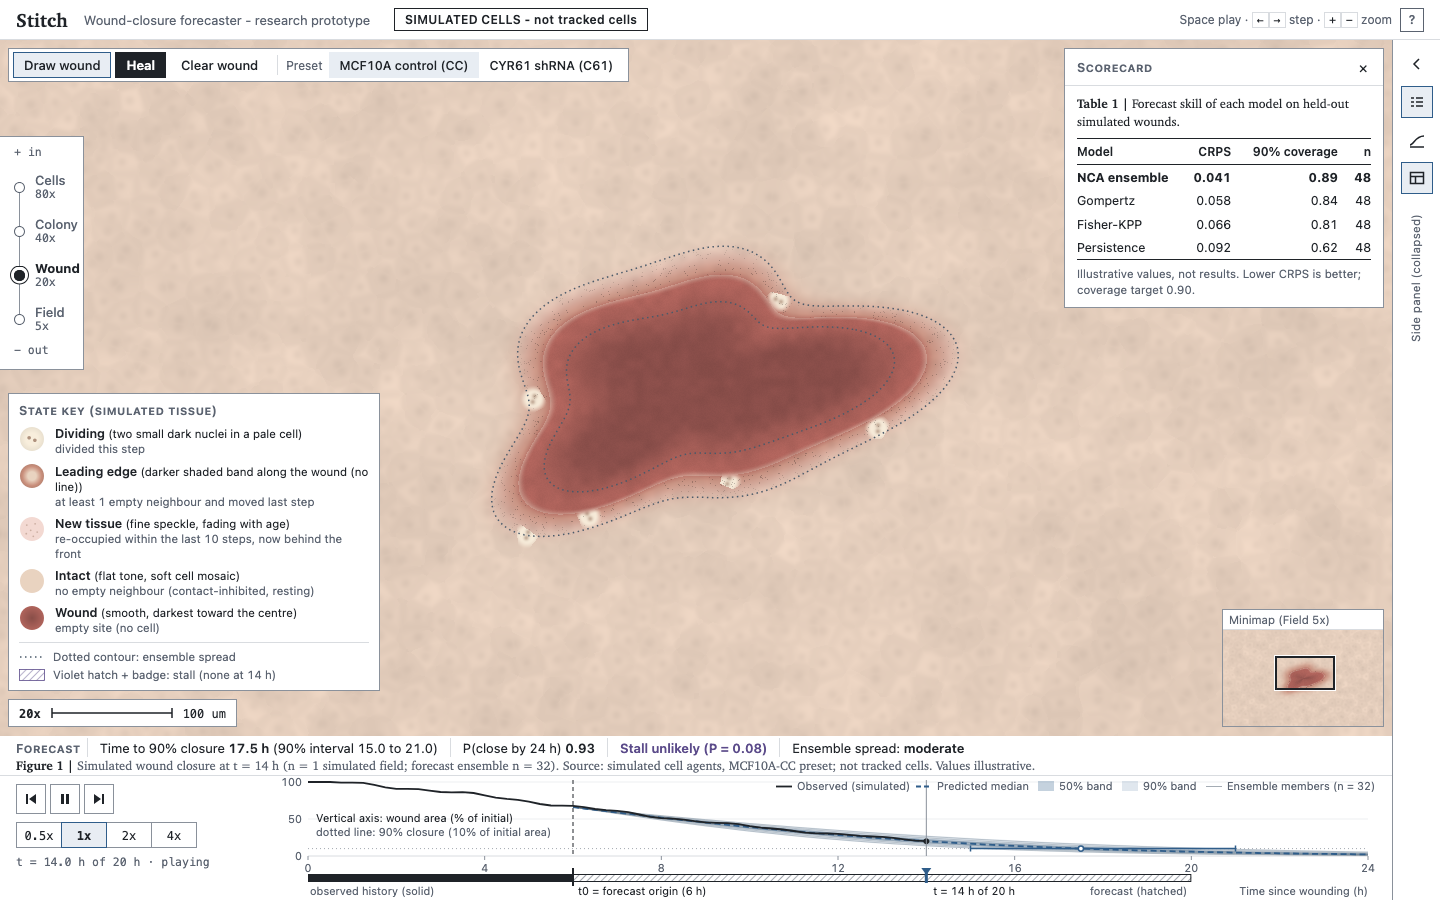 Stitch Wound-closure forecaster - research prototype SIMULATED CELLS - not tracked cells Space play · ← → step · + − zoom ?
Draw wound Heal Clear wound Preset MCF10A control (CC) CYR61 shRNA (C61)
+ in
Cells
80x
Colony
40x
Wound
20x
Field
5x
− out
SCORECARD ×
Table 1 | Forecast skill of each model on held-out
simulated wounds.
Model CRPS 90% coverage n
NCA ensemble 0.041 0.89 48
Gompertz 0.058 0.84 48
Fisher-KPP 0.066 0.81 48
Persistence 0.092 0.62 48
Illustrative values, not results. Lower CRPS is better;
coverage target 0.90.
Side panel (collapsed)
STATE KEY (SIMULATED TISSUE)
Dividing (two small dark nuclei in a pale cell)
divided this step
Leading edge (darker shaded band along the wound (no
line))
at least 1 empty neighbour and moved last step
New tissue (fine speckle, fading with age)
re-occupied within the last 10 steps, now behind the
front
Intact (flat tone, soft cell mosaic)
no empty neighbour (contact-inhibited, resting)
Wound (smooth, darkest toward the centre)
empty site (no cell)
Dotted contour: ensemble spread
Violet hatch + badge: stall (none at 14 h)
20x 100 um
Minimap (Field 5x)
FORECAST Time to 90% closure 17.5 h (90% interval 15.0 to 21.0) P(close by 24 h) 0.93 Stall unlikely (P = 0.08) Ensemble spread: moderate
Figure 1 | Simulated wound closure at t = 14 h (n = 1 simulated field; forecast ensemble n = 32). Source: simulated cell agents, MCF10A-CC preset; not tracked cells. Values illustrative.
0.5x 1x 2x 4x
t = 14.0 h of 20 h · playing
100
50
0
Observed (simulated) Predicted median 50% band 90% band Ensemble members (n = 32)
Vertical axis: wound area (% of initial)
dotted line: 90% closure (10% of initial area)
0 4 8 12 16 20 24
observed history (solid) t0 = forecast origin (6 h) t = 14 h of 20 h forecast (hatched) Time since wounding (h)